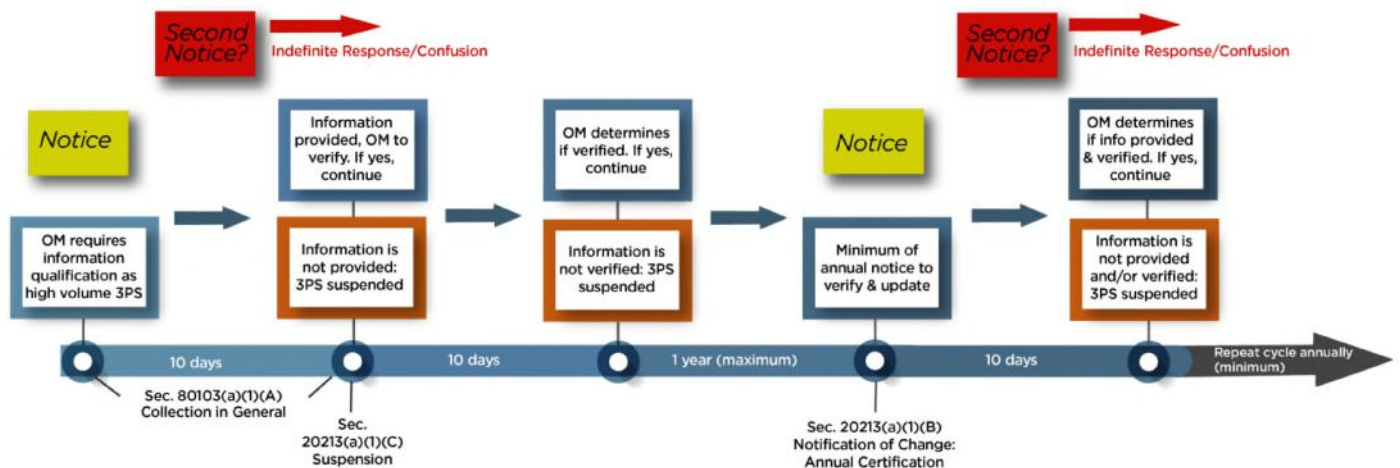 Second
Notice?
Indefinite Response/Confusion
Second
Notice?
Indefinite Response/Confusion
Notice
Information
provided, OM to
verify. If yes,
continue
OM determines
if verified. If yes,
continue
Notice
OM determines
if info provided
& verified. If yes,
continue
OM requires
information
qualification as
high volume 3PS
Information is
not provided:
3PS suspended
Information is
not verified: 3PS
suspended
Minimum of
annual notice to
verify & update
Information is
not provided
and/or verified:
3PS suspended
10 days
10 days
1 year (maximum)
10 days
Repeat cycle annually
(minimum)
Sec. 80103(a)(1)(A)
Collection in General
Sec.
20213(a)(1)(C)
Suspension
Sec. 20213(a)(1)(B)
Notification of Change:
Annual Certification